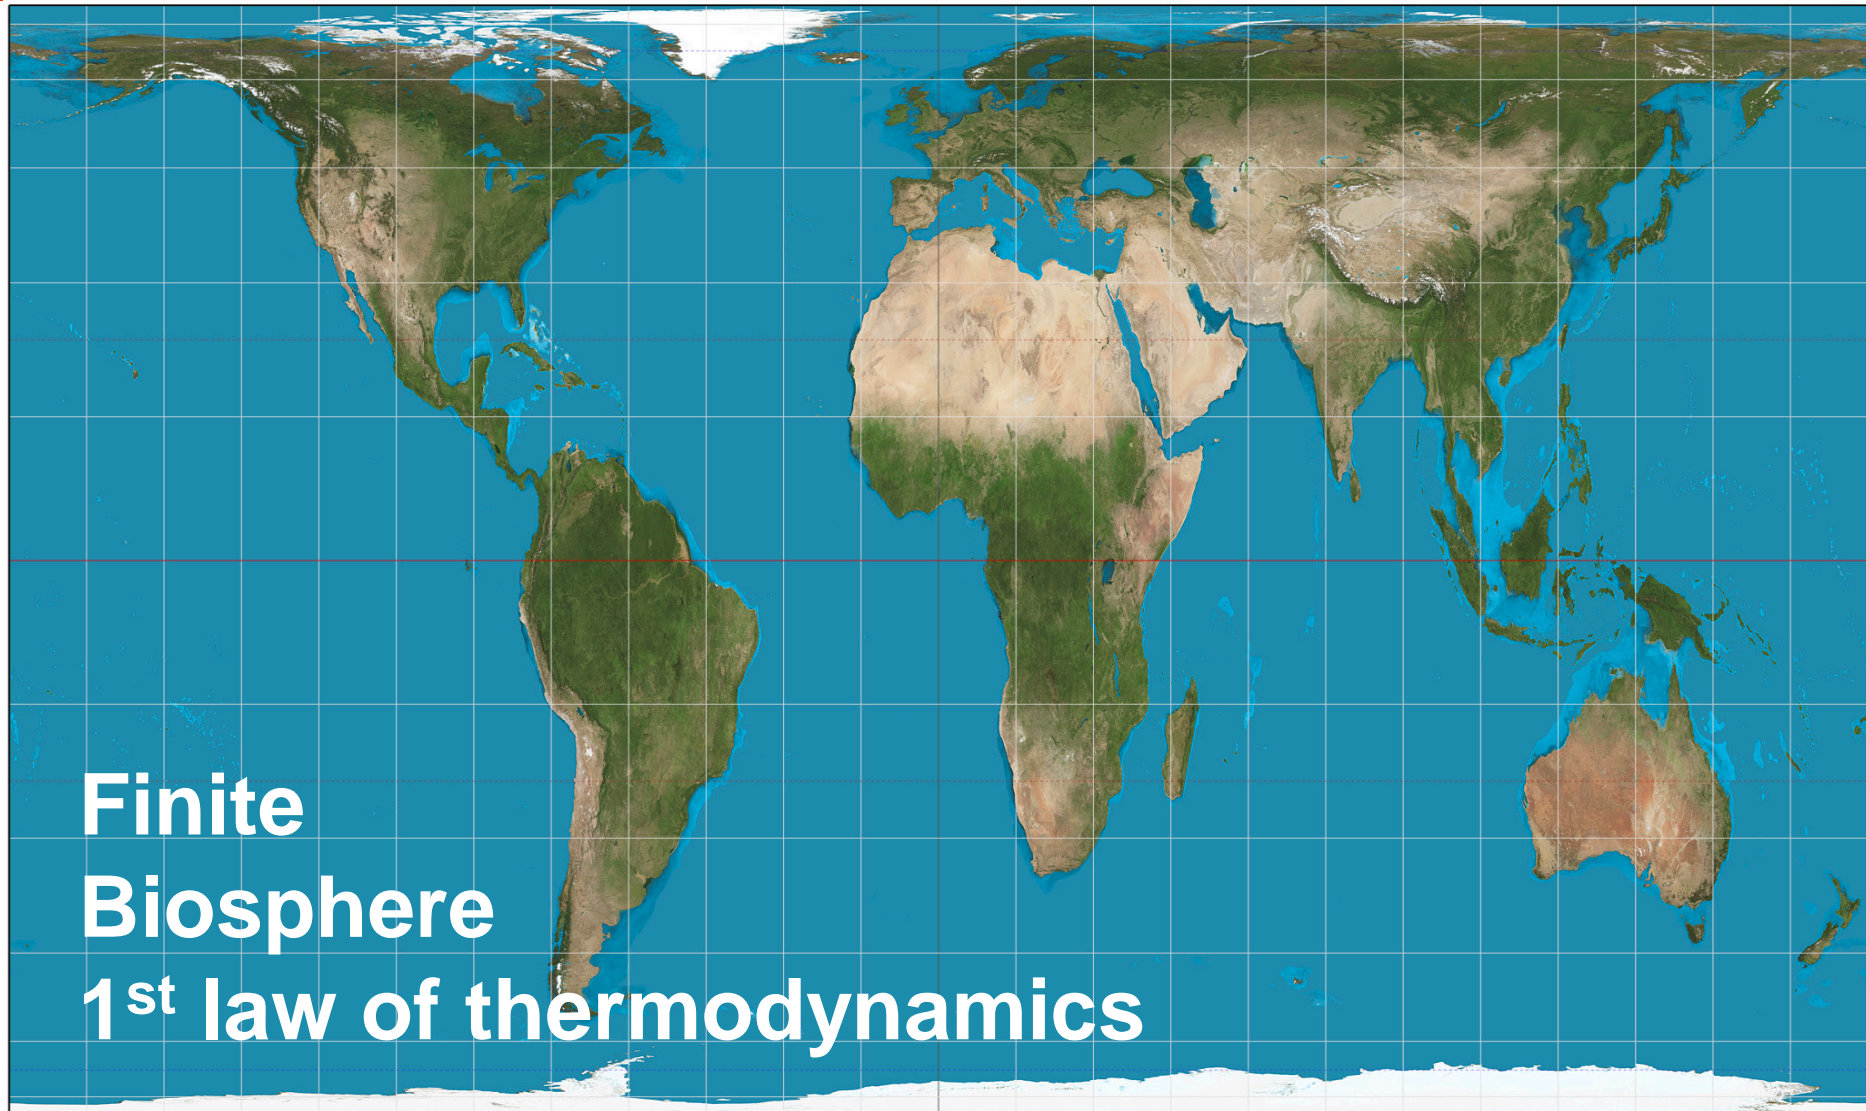 Finite
Biosphere
1st law of thermodynamics